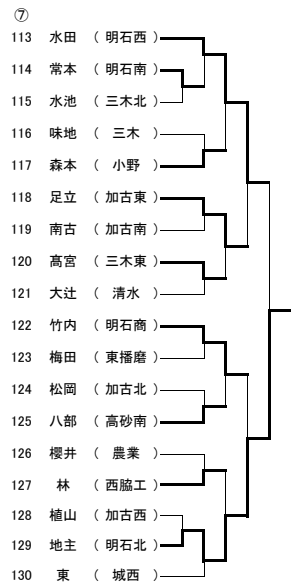 ⑦
113 水田 （ 明石西 ）
114 常本 （ 明石南 ）
115 水池 （ 三木北 ）
116 味地 （ 三木 ）
117 森本 （ 小野 ）
118 足立 （ 加古東 ）
119 南古 （ 加古南 ）
120 髙宮 （ 三木東 ）
121 大辻 （ 清水 ）
122 竹内 （ 明石商 ）
123 梅田 （ 東播磨 ）
124 松岡 （ 加古北 ）
125 八部 （ 高砂南 ）
126 櫻井 （ 農業 ）
127 林 （ 西脇工 ）
128 植山 （ 加古西 ）
129 地主 （ 明石北 ）
130 東 （ 城西 ）